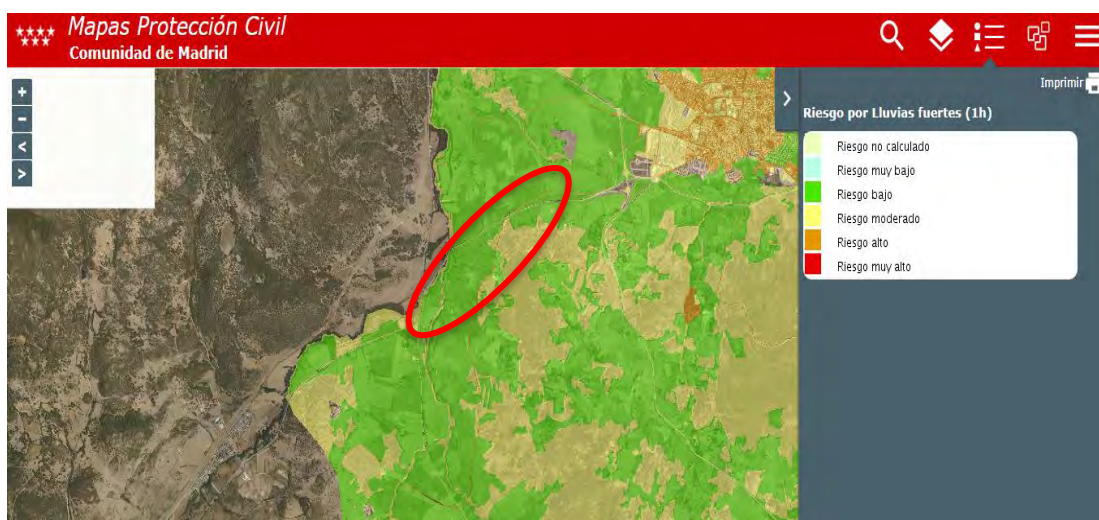 Mapas Protección Civil
Comunidad de Madrid
+
-
<
>
>
Imprimir
Riesgo por Lluvias fuertes (1h)
Riesgo no calculado
Riesgo muy bajo
Riesgo bajo
Riesgo moderado
Riesgo alto
Riesgo muy alto